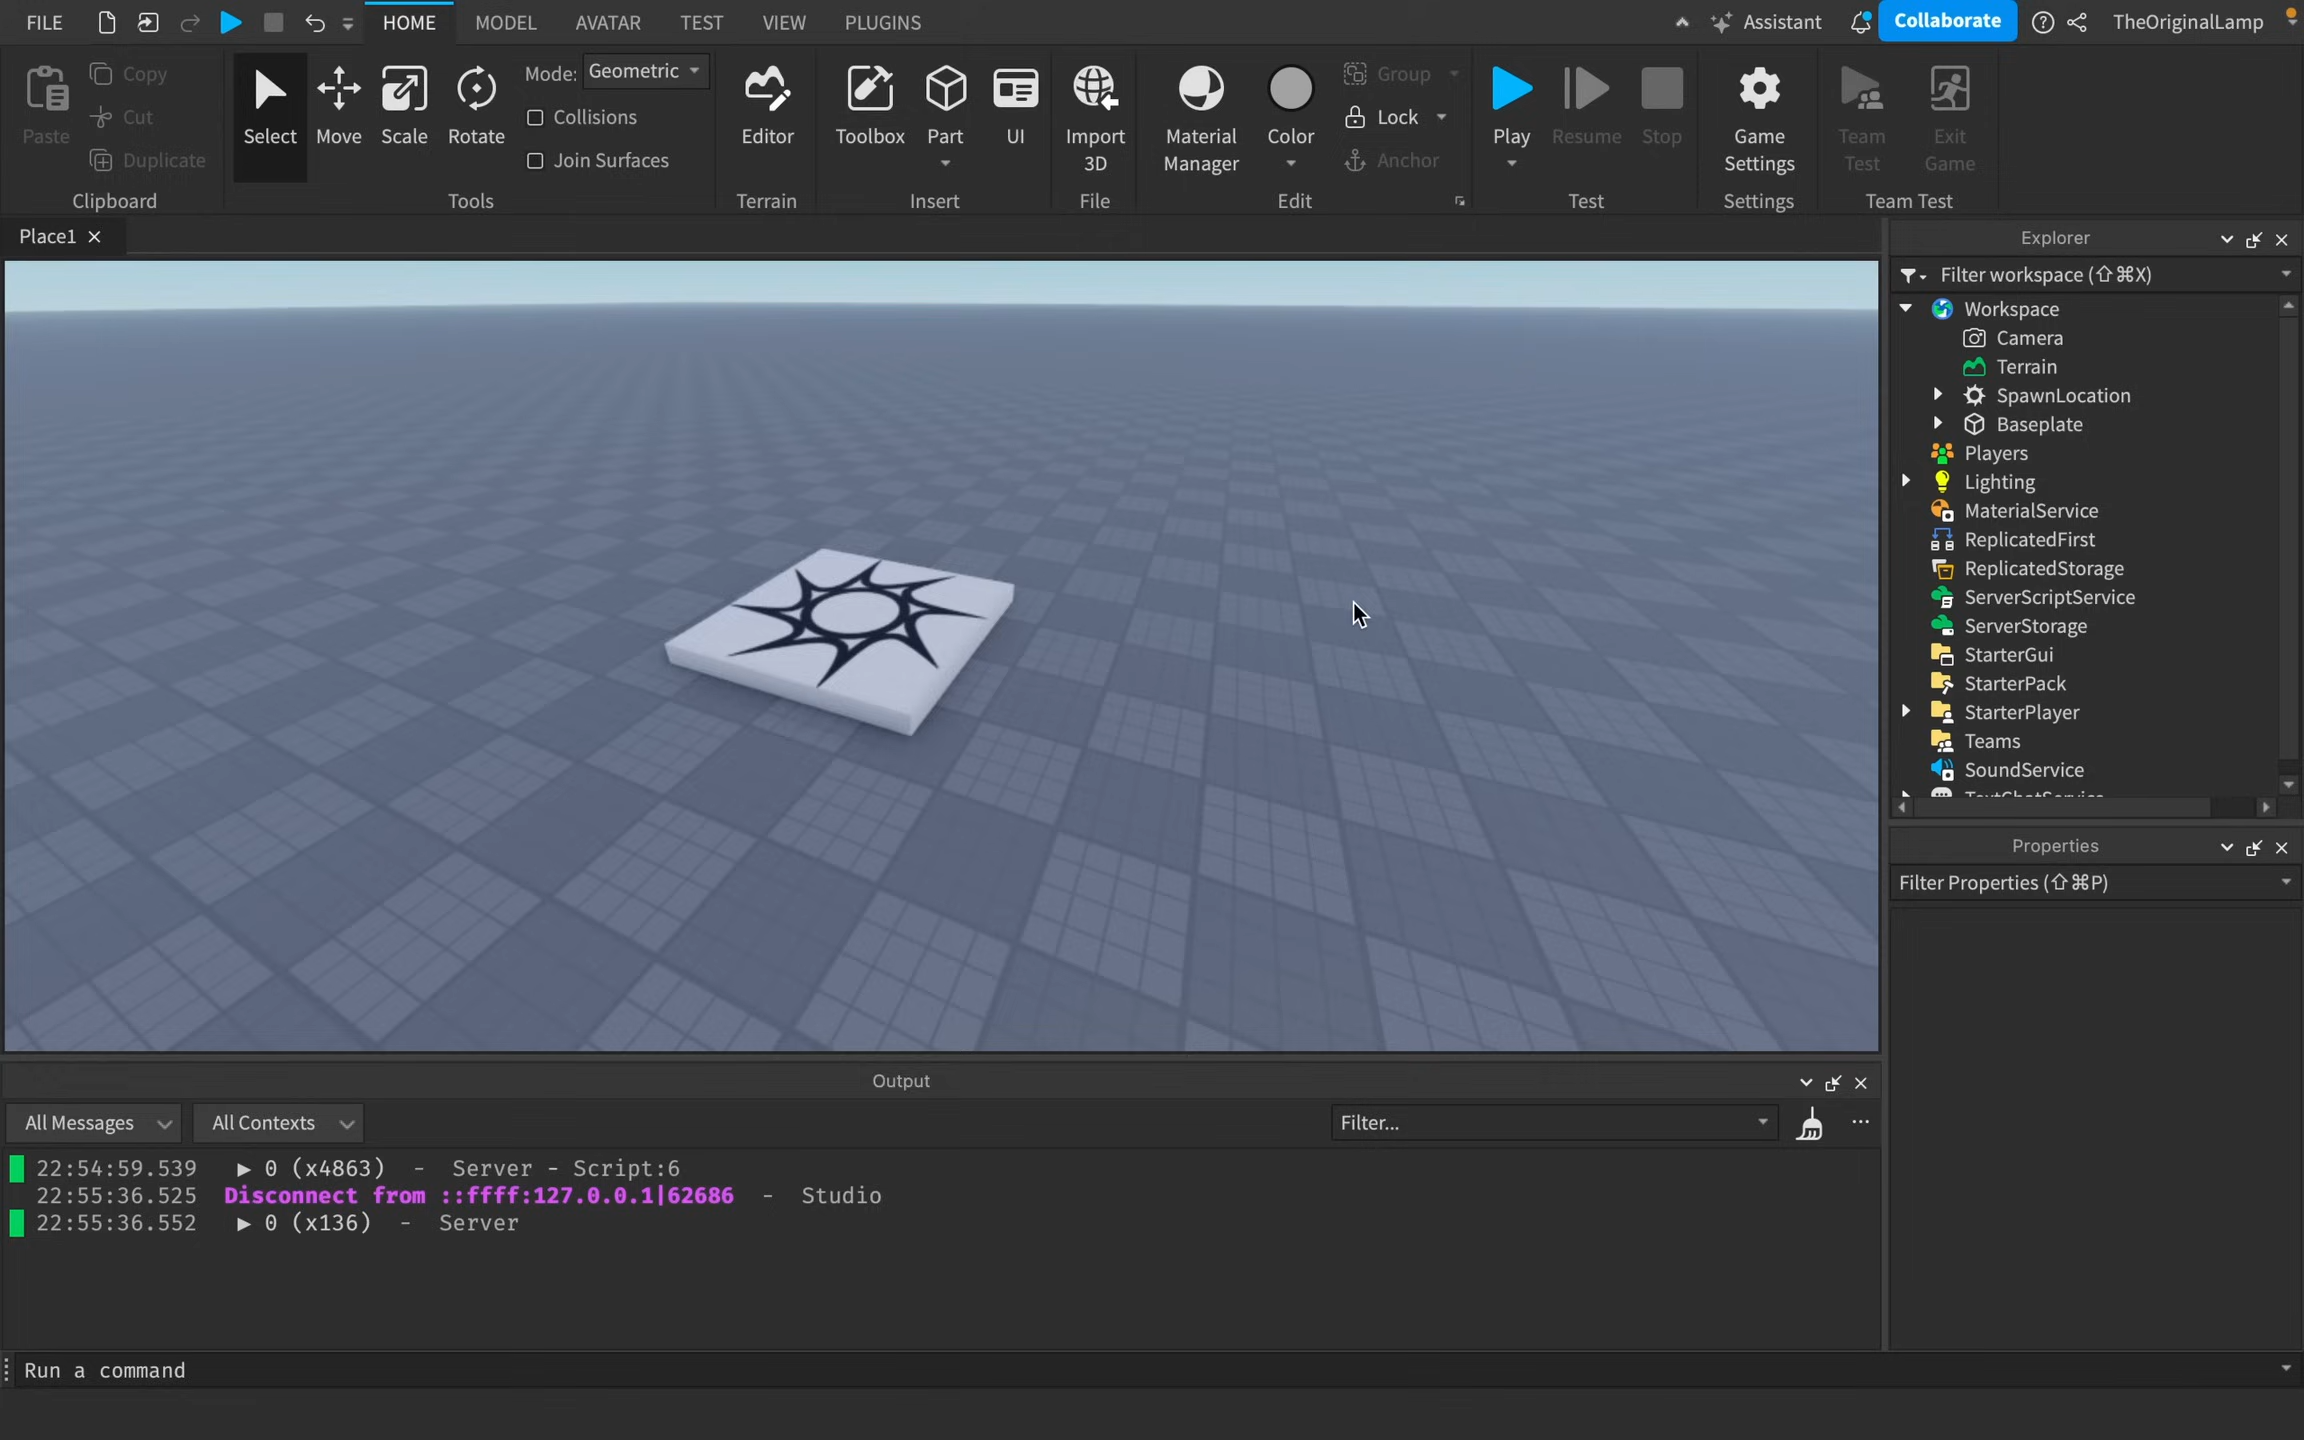 FILE HOME MODEL AVATAR TEST VIEW PLUGINS Assistant Collaborate TheOriginalLamp
Paste
Copy
Cut
Duplicate
Clipboard
Select
Move
Scale
Rotate
Mode: Geometric
Collisions
Join Surfaces
Tools
Editor
Terrain
Toolbox
Part
UI
Insert
Import
3D
File
Material
Manager
Color
Group
Lock
Anchor
Edit
Play
Resume
Stop
Test
Game
Settings
Settings
Team
Test
Exit
Game
Team Test
Place1
Explorer
Filter workspace (⇧⌘X)
Workspace
Camera
Terrain
SpawnLocation
Baseplate
Players
Lighting
MaterialService
ReplicatedFirst
ReplicatedStorage
ServerScriptService
ServerStorage
StarterGui
StarterPack
StarterPlayer
Teams
SoundService
TextChatService
Properties
Filter Properties (⇧⌘P)
Output
All Messages All Contexts Filter...
22:54:59.539 ▶ 0 (x4863) - Server - Script:6
22:55:36.525 Disconnect from ::ffff:127.0.0.1|62686 - Studio
22:55:36.552 ▶ 0 (x136) - Server
Run a command